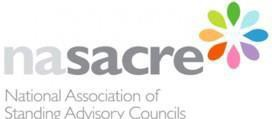 nasacre
National Association of
Standing Advisory Councils